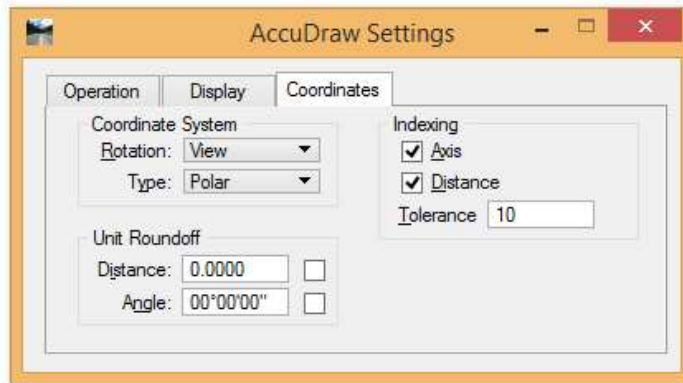 AccuDraw Settings
Operation Display Coordinates
Coordinate System
Rotation: View
Type: Polar
Unit Roundoff
Distance: 0.0000
Angle: 00°00'00"
Indexing
Axis
Distance
Tolerance 10